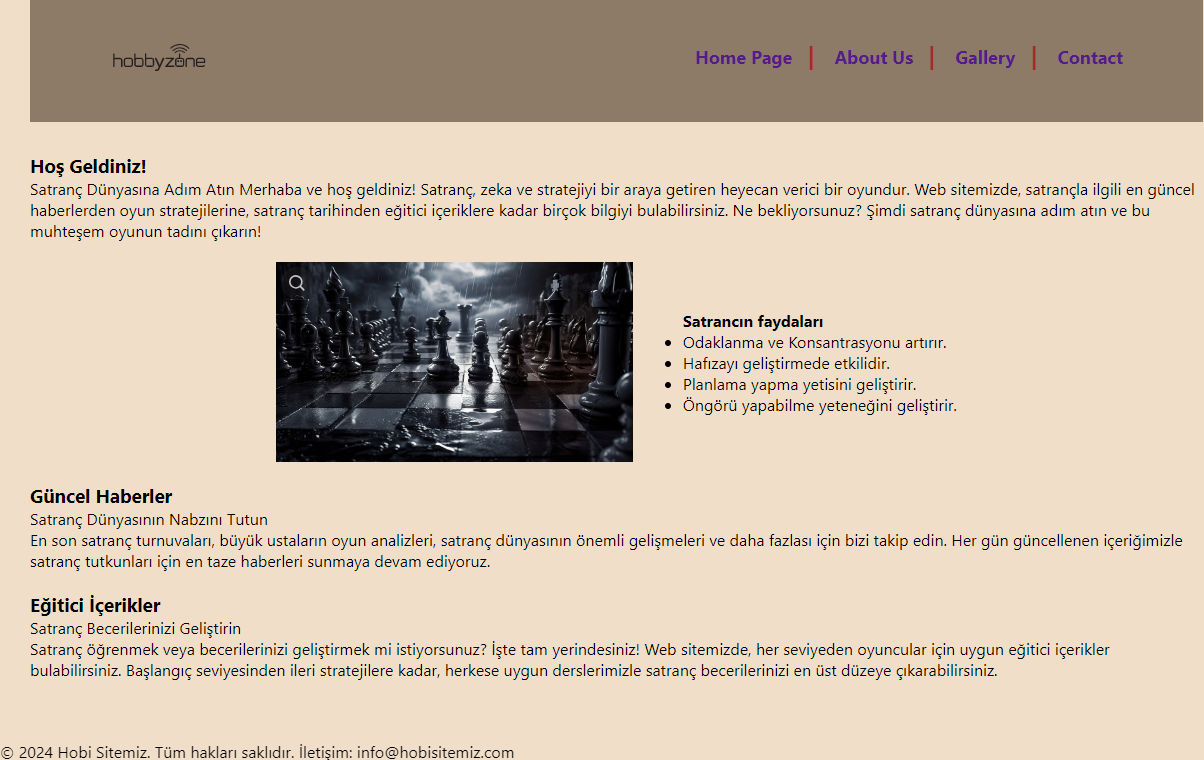 hobbyzone
Home Page | About Us | Gallery | Contact
Hoş Geldiniz!
Satranç Dünyasına Adım Atın Merhaba ve hoş geldiniz! Satranç, zeka ve stratejiyi bir araya getiren heyecan verici bir oyundur. Web sitemizde, satrançla ilgili en güncel
haberlerden oyun stratejilerine, satranç tarihinden eğitici içeriklere kadar birçok bilgiyi bulabilirsiniz. Ne bekliyorsunuz? Şimdi satranç dünyasına adım atın ve bu
muhteşem oyunun tadını çıkarın!
Satrancın faydaları
• Odaklanma ve Konsantrasyonu artırır.
• Hafızayı geliştirmede etkilidir.
• Planlama yapma yetisini geliştirir.
• Öngörü yapabilme yeteneğini geliştirir.
Güncel Haberler
Satranç Dünyasının Nabzını Tutun
En son satranç turnuvaları, büyük ustaların oyun analizleri, satranç dünyasının önemli gelişmeleri ve daha fazlası için bizi takip edin. Her gün güncellenen içeriğimizle
satranç tutkunları için en taze haberleri sunmaya devam ediyoruz.
Eğitici İçerikler
Satranç Becerilerinizi Geliştirin
Satranç öğrenmek veya becerilerinizi geliştirmek mi istiyorsunuz? İşte tam yerindesiniz! Web sitemizde, her seviyeden oyuncular için uygun eğitici içerikler
bulabilirsiniz. Başlangıç seviyesinden ileri stratejilere kadar, herkese uygun derslerimizle satranç becerilerinizi en üst düzeye çıkarabilirsiniz.
© 2024 Hobi Sitemiz. Tüm hakları saklıdır. İletişim: info@hobisitemiz.com